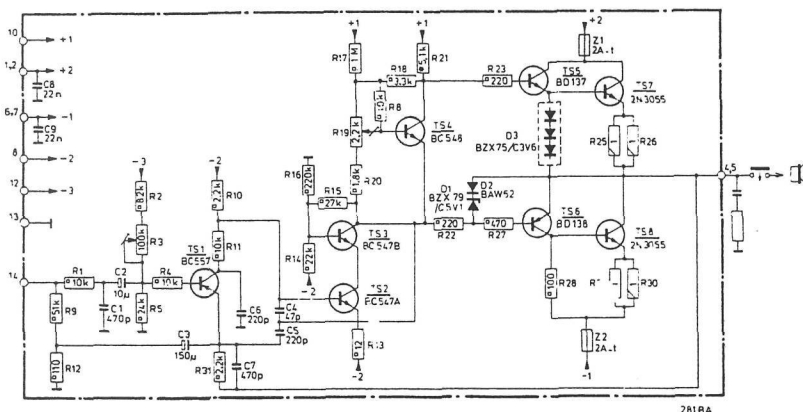 10 +1
1,2 +2
C8
22n
6,7 -1
C9
22n
8 -2
12 -3
13
14
-3
8,2k R2
100k R3
R1
10k
C2
10µ
R4
10k
C1
470p
R5
24k
R9
51k
R12
110
C3
150µ
-2
2,2k R10
R11
10k
TS1
BC557
C6
220p
C4
47p
C5
220p
R31
2,2k
C7
470p
+1
R17
1M
R18
3,3k
+1
R21
5,1k
R8
R19
2,2k
TS4
BC548
R16
220k
R15
27k
R20
1,8k
R14
22k
-2
TS3
BC547B
TS2
BC547A
12
-2
D1
BZX79
/C5V1
D2
BAW52
220
R22
470
R27
R23
220
+2
Z1
2A-t
TS5
BD137
TS7
2N3055
D3
BZX75/C3V6
R25
R26
TS6
BD138
TS8
2N3055
R28
100
R30
Z2
2A-t
-1
4,5
2818A